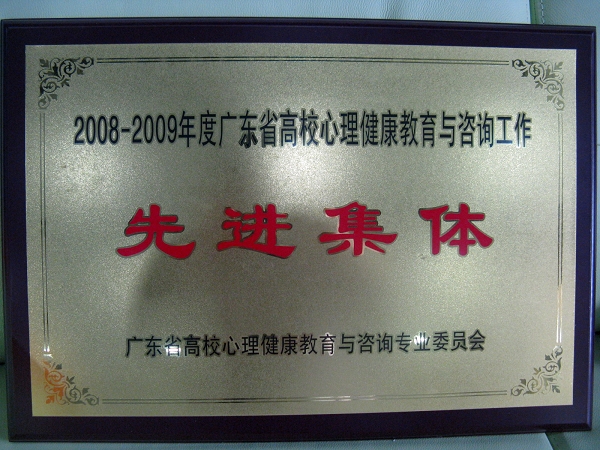 2008-2009年度广东省高校心理健康教育与咨询工作
先进集体
广东省高校心理健康教育与咨询专业委员会